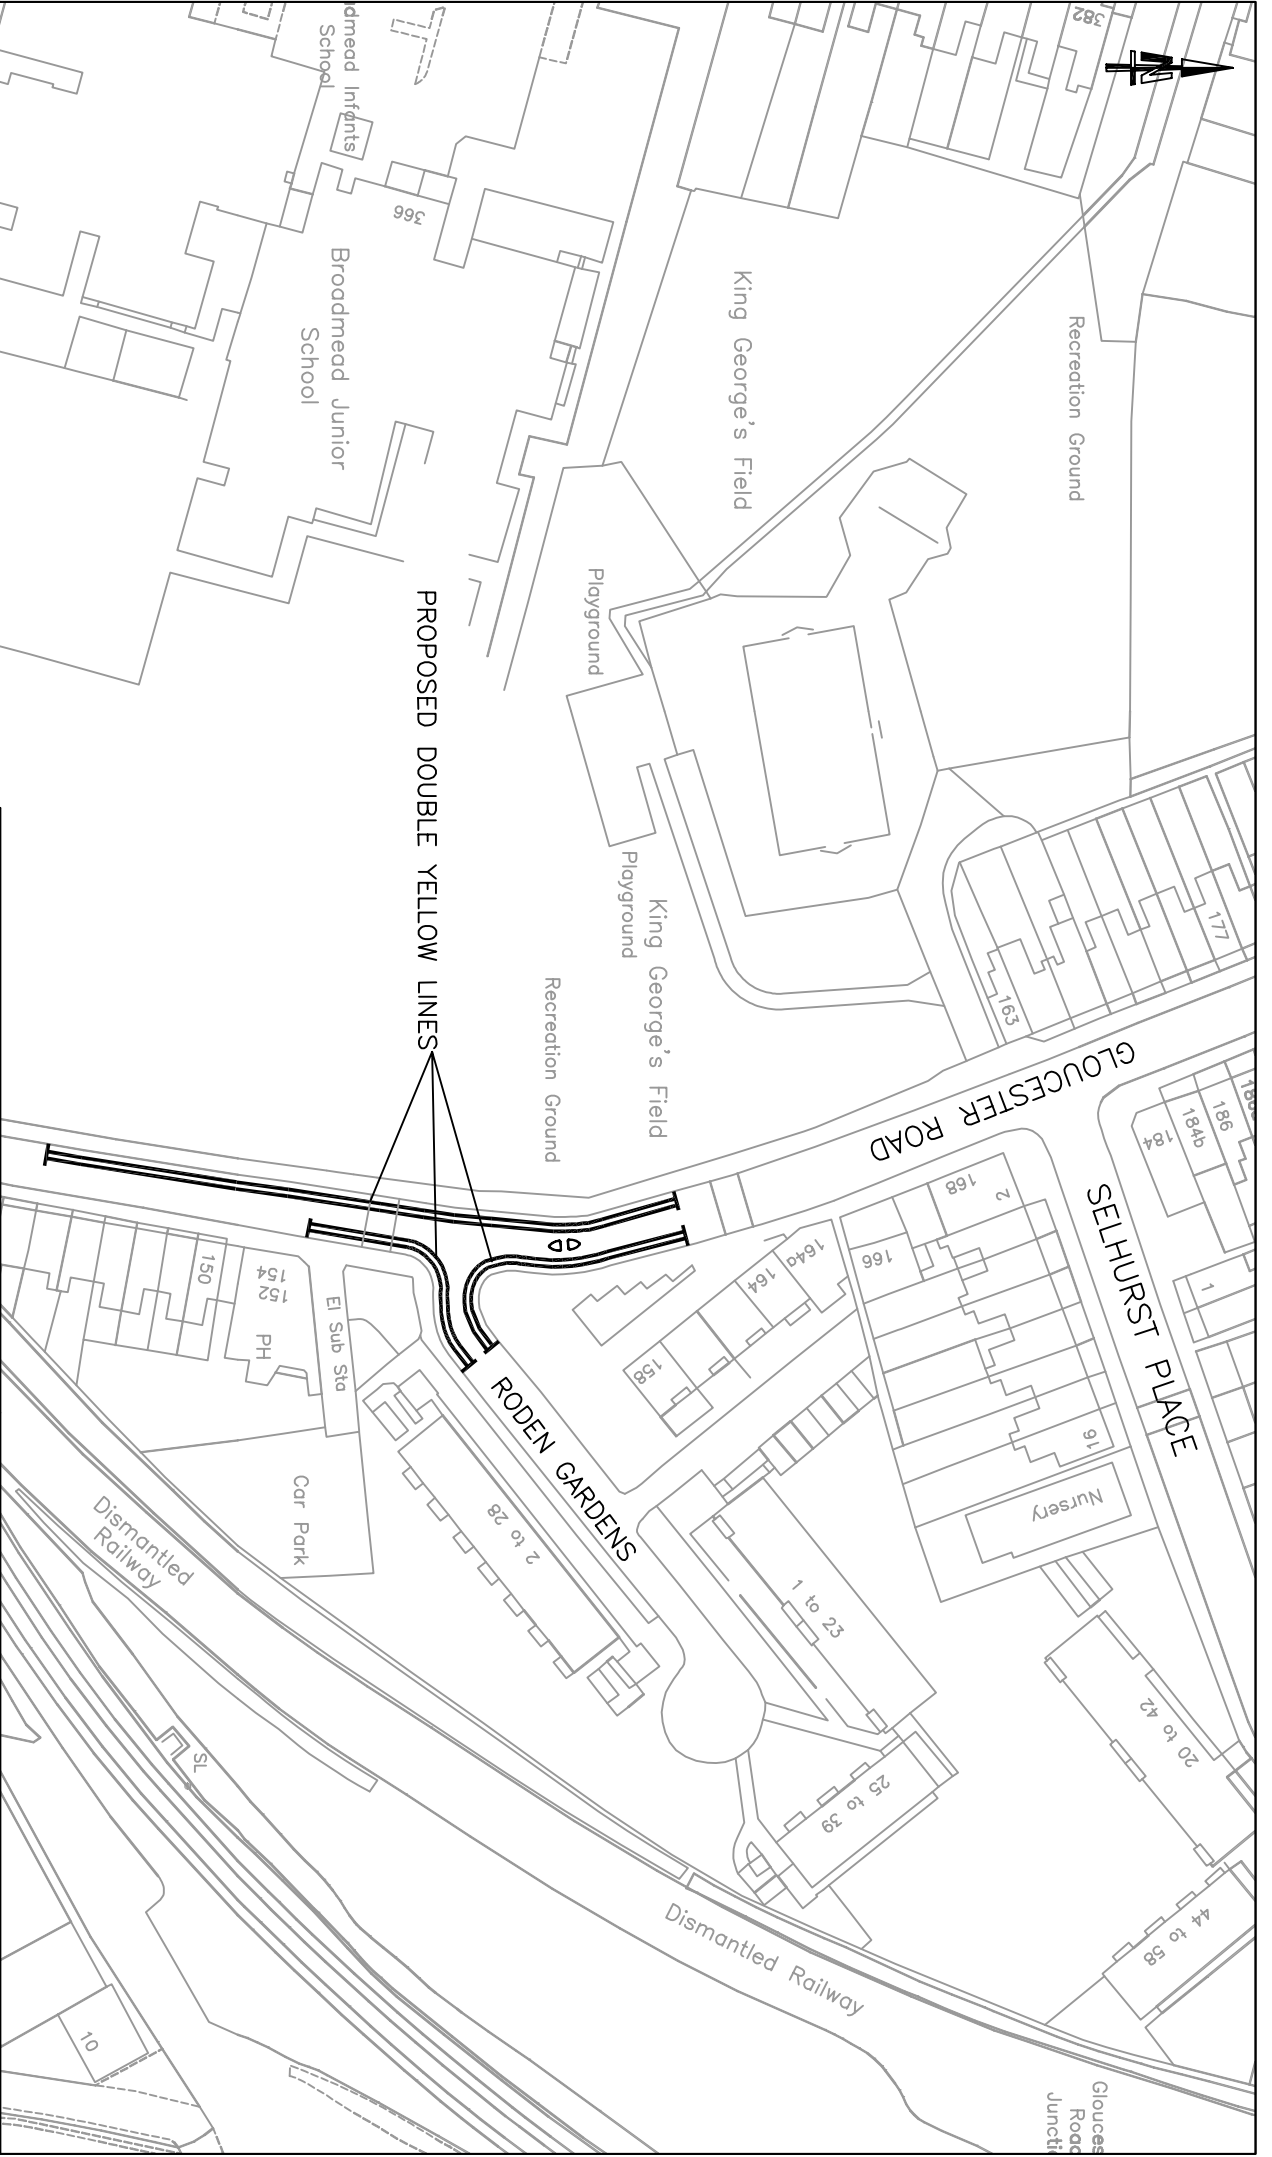 N
382
dmead Infants
School
366
Broadmead Junior
School
King George's Field
Recreation Ground
Playground
Playground
King George's Field
Recreation Ground
PROPOSED DOUBLE YELLOW LINES
177
163
GLOUCESTER ROAD
186
184b
184
SELHURST PLACE
1
2
168
166
164a
164
158
16
Nursery
150
152
154
PH
El Sub Sta
Car Park
RODEN GARDENS
2 to 28
1 to 23
25 to 39
20 to 42
44 to 58
Dismantled
Railway
Dismantled Railway
SL
10
Glouces
Road
Juncti